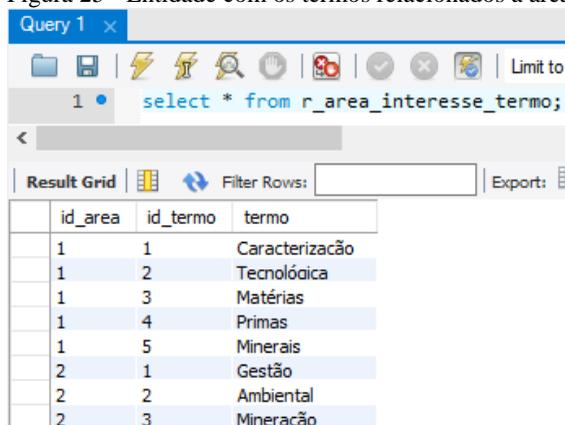 Query 1 ×
Limit to
1 select * from r_area_interesse_termo;
Result Grid Filter Rows: Export:
id_area id_termo termo
1 1 Caracterização
1 2 Tecnológica
1 3 Matérias
1 4 Primas
1 5 Minerais
2 1 Gestão
2 2 Ambiental
2 3 Mineração